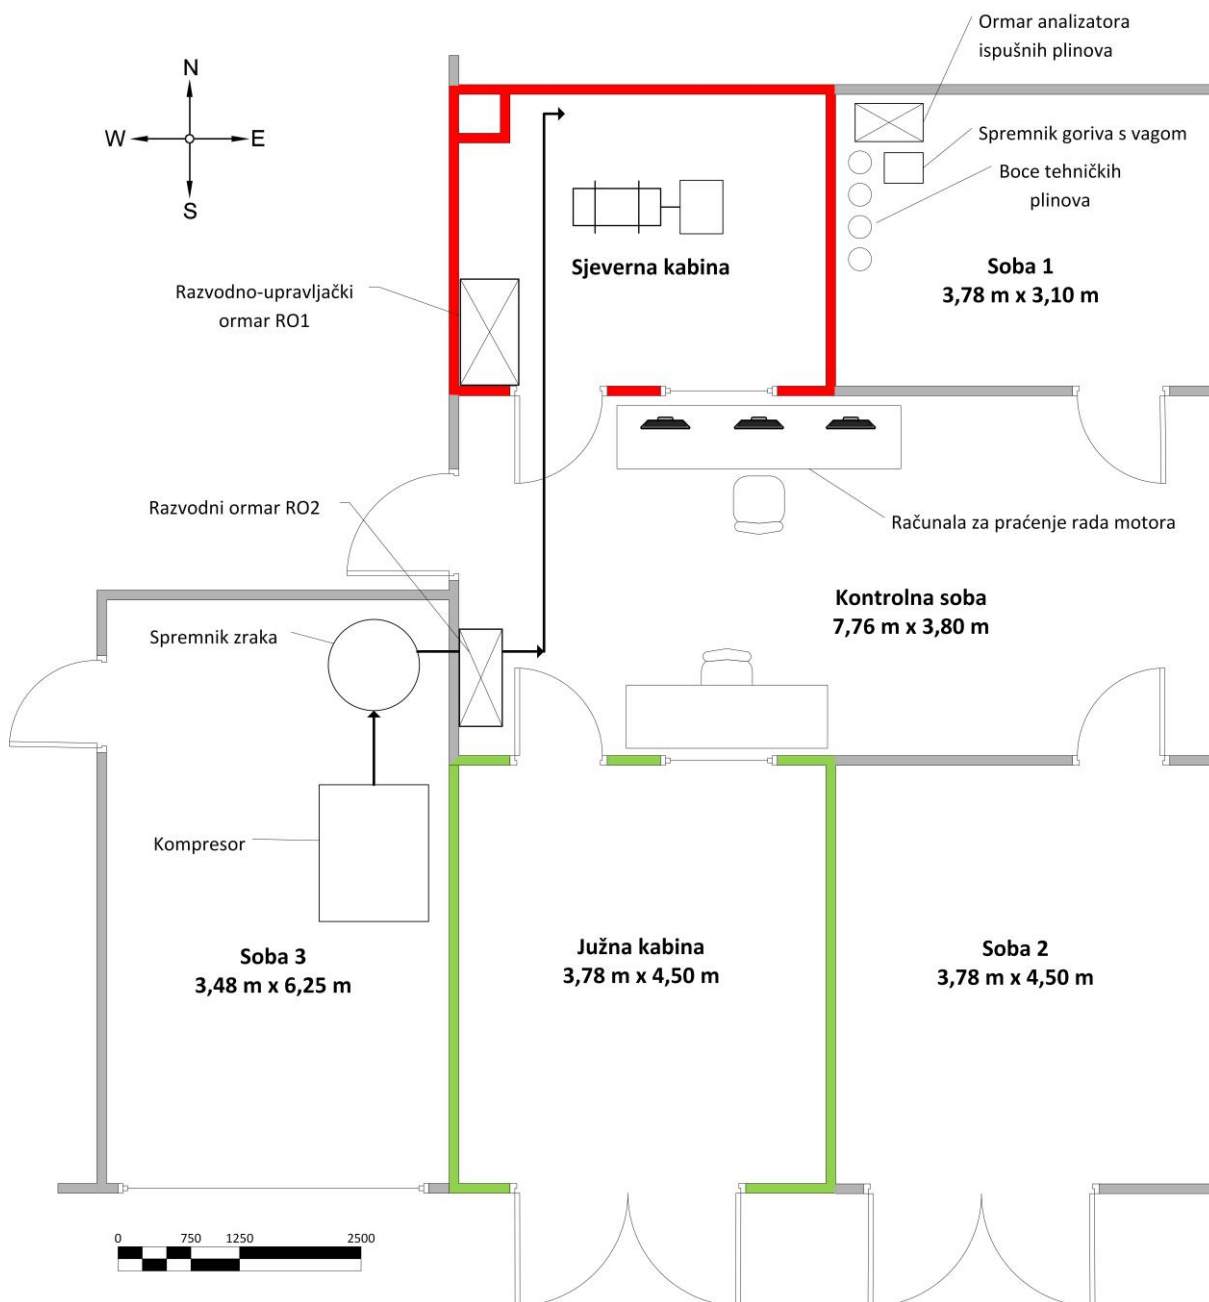 Ormar analizatora
ispušnih plinova
N
W
E
S
Spremnik goriva s vagom
Boce tehničkih
plinova
Sjeverna kabina
Soba 1
3,78 m x 3,10 m
Razvodno-upravljački
ormar RO1
Razvodni ormar RO2
Računala za praćenje rada motora
Kontrolna soba
7,76 m x 3,80 m
Spremnik zraka
Kompresor
Soba 3
3,48 m x 6,25 m
Južna kabina
3,78 m x 4,50 m
Soba 2
3,78 m x 4,50 m
0 750 1250 2500